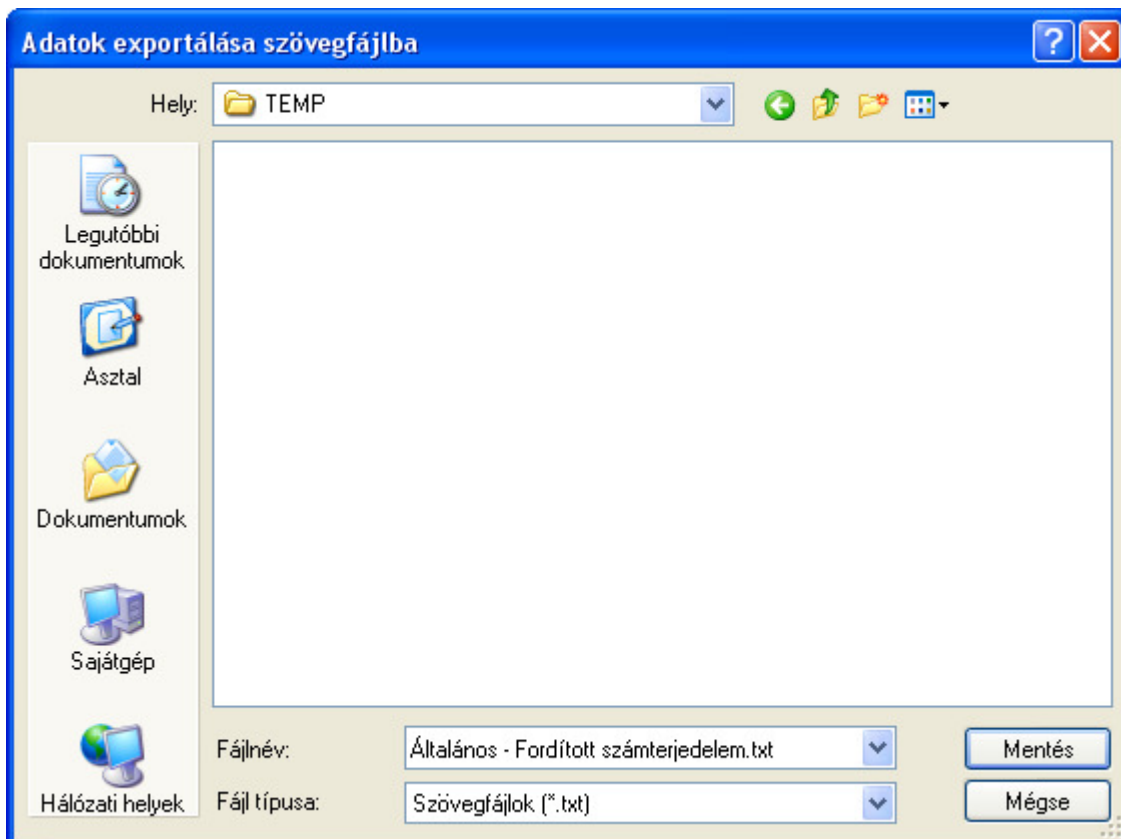 Adatok exportálása szövegfájlba
Hely:
TEMP
Legutóbbi
dokumentumok
Asztal
Dokumentumok
Sajátgép
Hálózati helyek
Fájlnév:
Általános - Fordított számterjedelem.txt
Mentés
Fájl típusa:
Szövegfájlok (*.txt)
Mégse